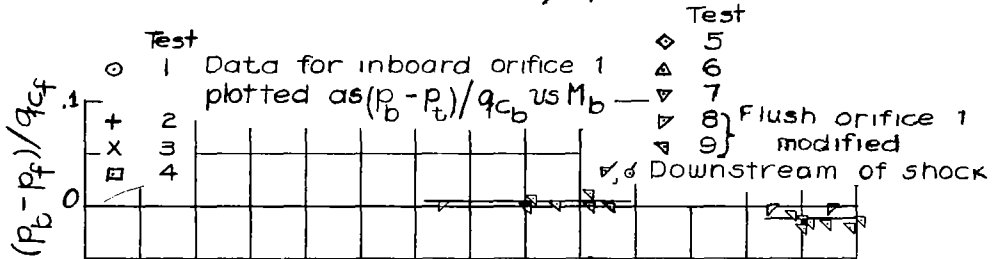 Test
1 Data for inboard orifice 1
plotted as (p_b - p_t)/q_{c_b} vs M_b
2
3
4
Test
5
6
7
8 } Flush orifice 1
9 modified
Downstream of shock
(p_b - p_f)/q_{c_f}
.1
0